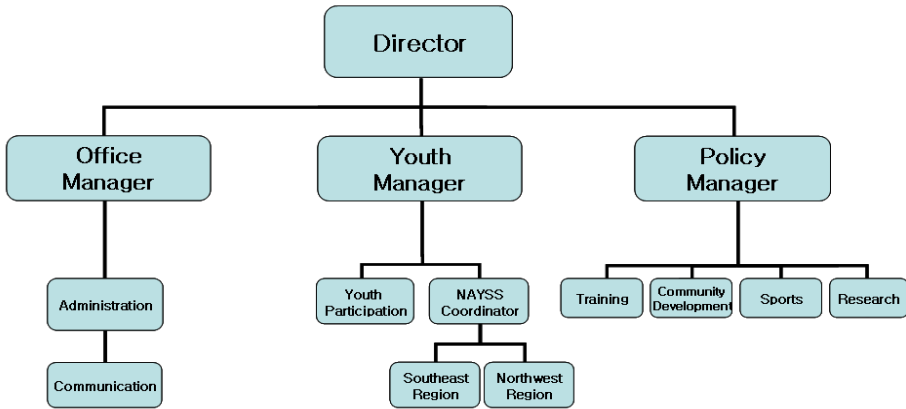 Director
Office
Manager
Youth
Manager
Policy
Manager
Administration
Communication
Youth
Participation
NAYSS
Coordinator
Southeast
Region
Northwest
Region
Training
Community
Development
Sports
Research